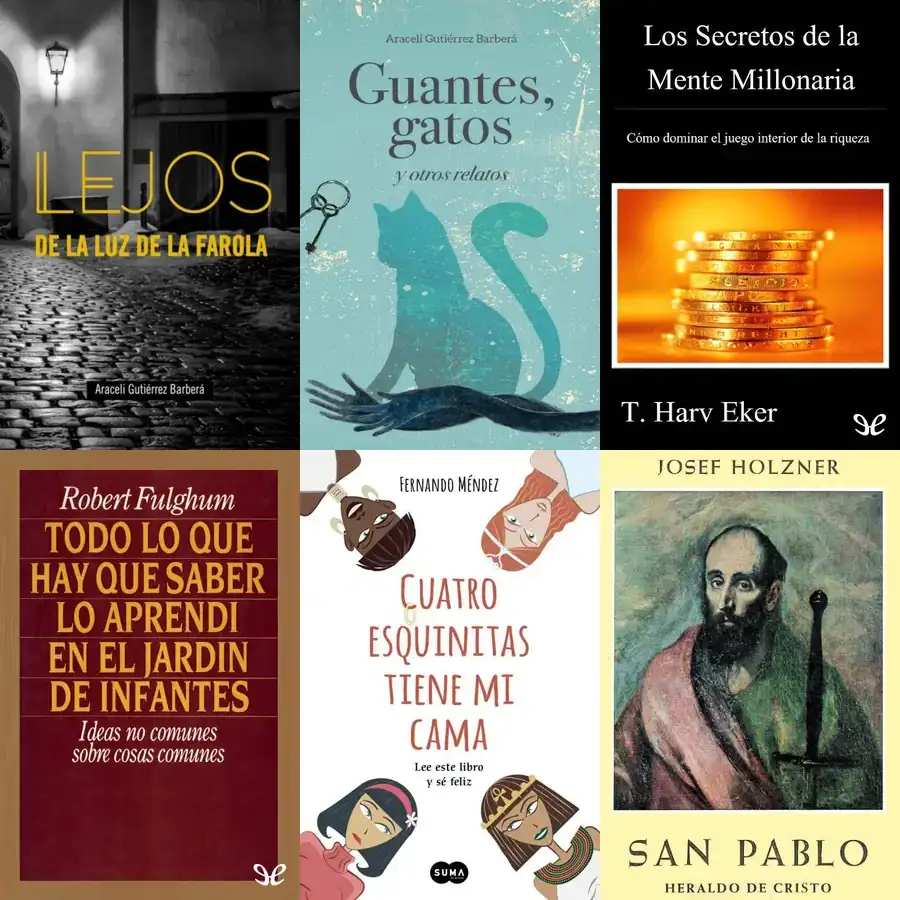 LEJOS
DE LA LUZ DE LA FAROLA
Araceli Gutiérrez Barberá
Araceli Gutiérrez Barberá
Guantes,
gatos
y otros relatos
Los Secretos de la
Mente Millonaria
Cómo dominar el juego interior de la riqueza
T. Harv Eker
Robert Fulghum
TODO LO QUE
HAY QUE SABER
LO APRENDI
EN EL JARDIN
DE INFANTES
Ideas no comunes
sobre cosas comunes
FERNANDO MÉNDEZ
CUATRO
ESQUINITAS
TIENE MI
CAMA
Lee este libro
y sé feliz
SUMA
JOSEF HOLZNER
SAN PABLO
HERALDO DE CRISTO